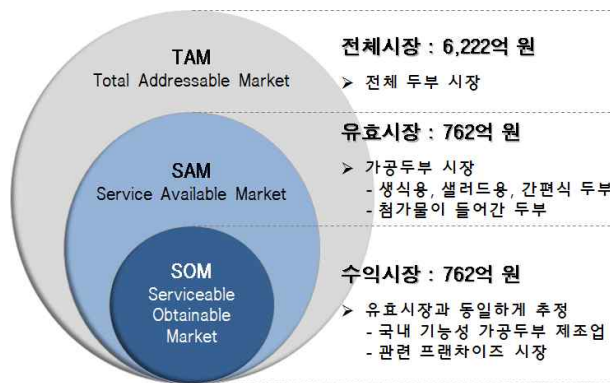 TAM
Total Addressable Market
SAM
Service Available Market
SOM
Serviceable
Obtainable
Market
전체시장 : 6,222억 원
➢ 전체 두부 시장
유효시장 : 762억 원
➢ 가공두부 시장
- 생식용, 샐러드용, 간편식 두부
- 첨가물이 들어간 두부
수익시장 : 762억 원
➢ 유효시장과 동일하게 추정
- 국내 기능성 가공두부 제조업
- 관련 프랜차이즈 시장